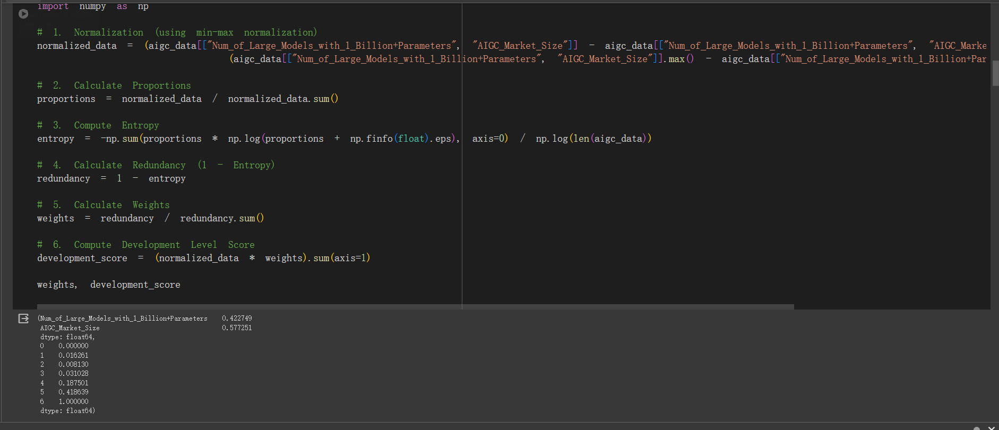 import numpy as np
# 1. Normalization (using min-max normalization)
normalized_data = (aigc_data[["Num_of_Large_Models_with_1_Billion+Parameters", "AIGC_Market_Size"]] - aigc_data[["Num_of_Large_Models_with_1_Billion+Parameters", "AIGC_Marke
(aigc_data[["Num_of_Large_Models_with_1_Billion+Parameters", "AIGC_Market_Size"]].max() - aigc_data[["Num_of_Large_Models_with_1_Billion+Par
# 2. Calculate Proportions
proportions = normalized_data / normalized_data.sum()
# 3. Compute Entropy
entropy = -np.sum(proportions * np.log(proportions + np.finfo(float).eps), axis=0) / np.log(len(aigc_data))
# 4. Calculate Redundancy (1 - Entropy)
redundancy = 1 - entropy
# 5. Calculate Weights
weights = redundancy / redundancy.sum()
# 6. Compute Development Level Score
development_score = (normalized_data * weights).sum(axis=1)
weights, development_score
(Num_of_Large_Models_with_1_Billion+Parameters 0.422749
AIGC_Market_Size 0.577251
dtype: float64,
0 0.000000
1 0.016261
2 0.008130
3 0.031028
4 0.187501
5 0.418639
6 1.000000
dtype: float64)